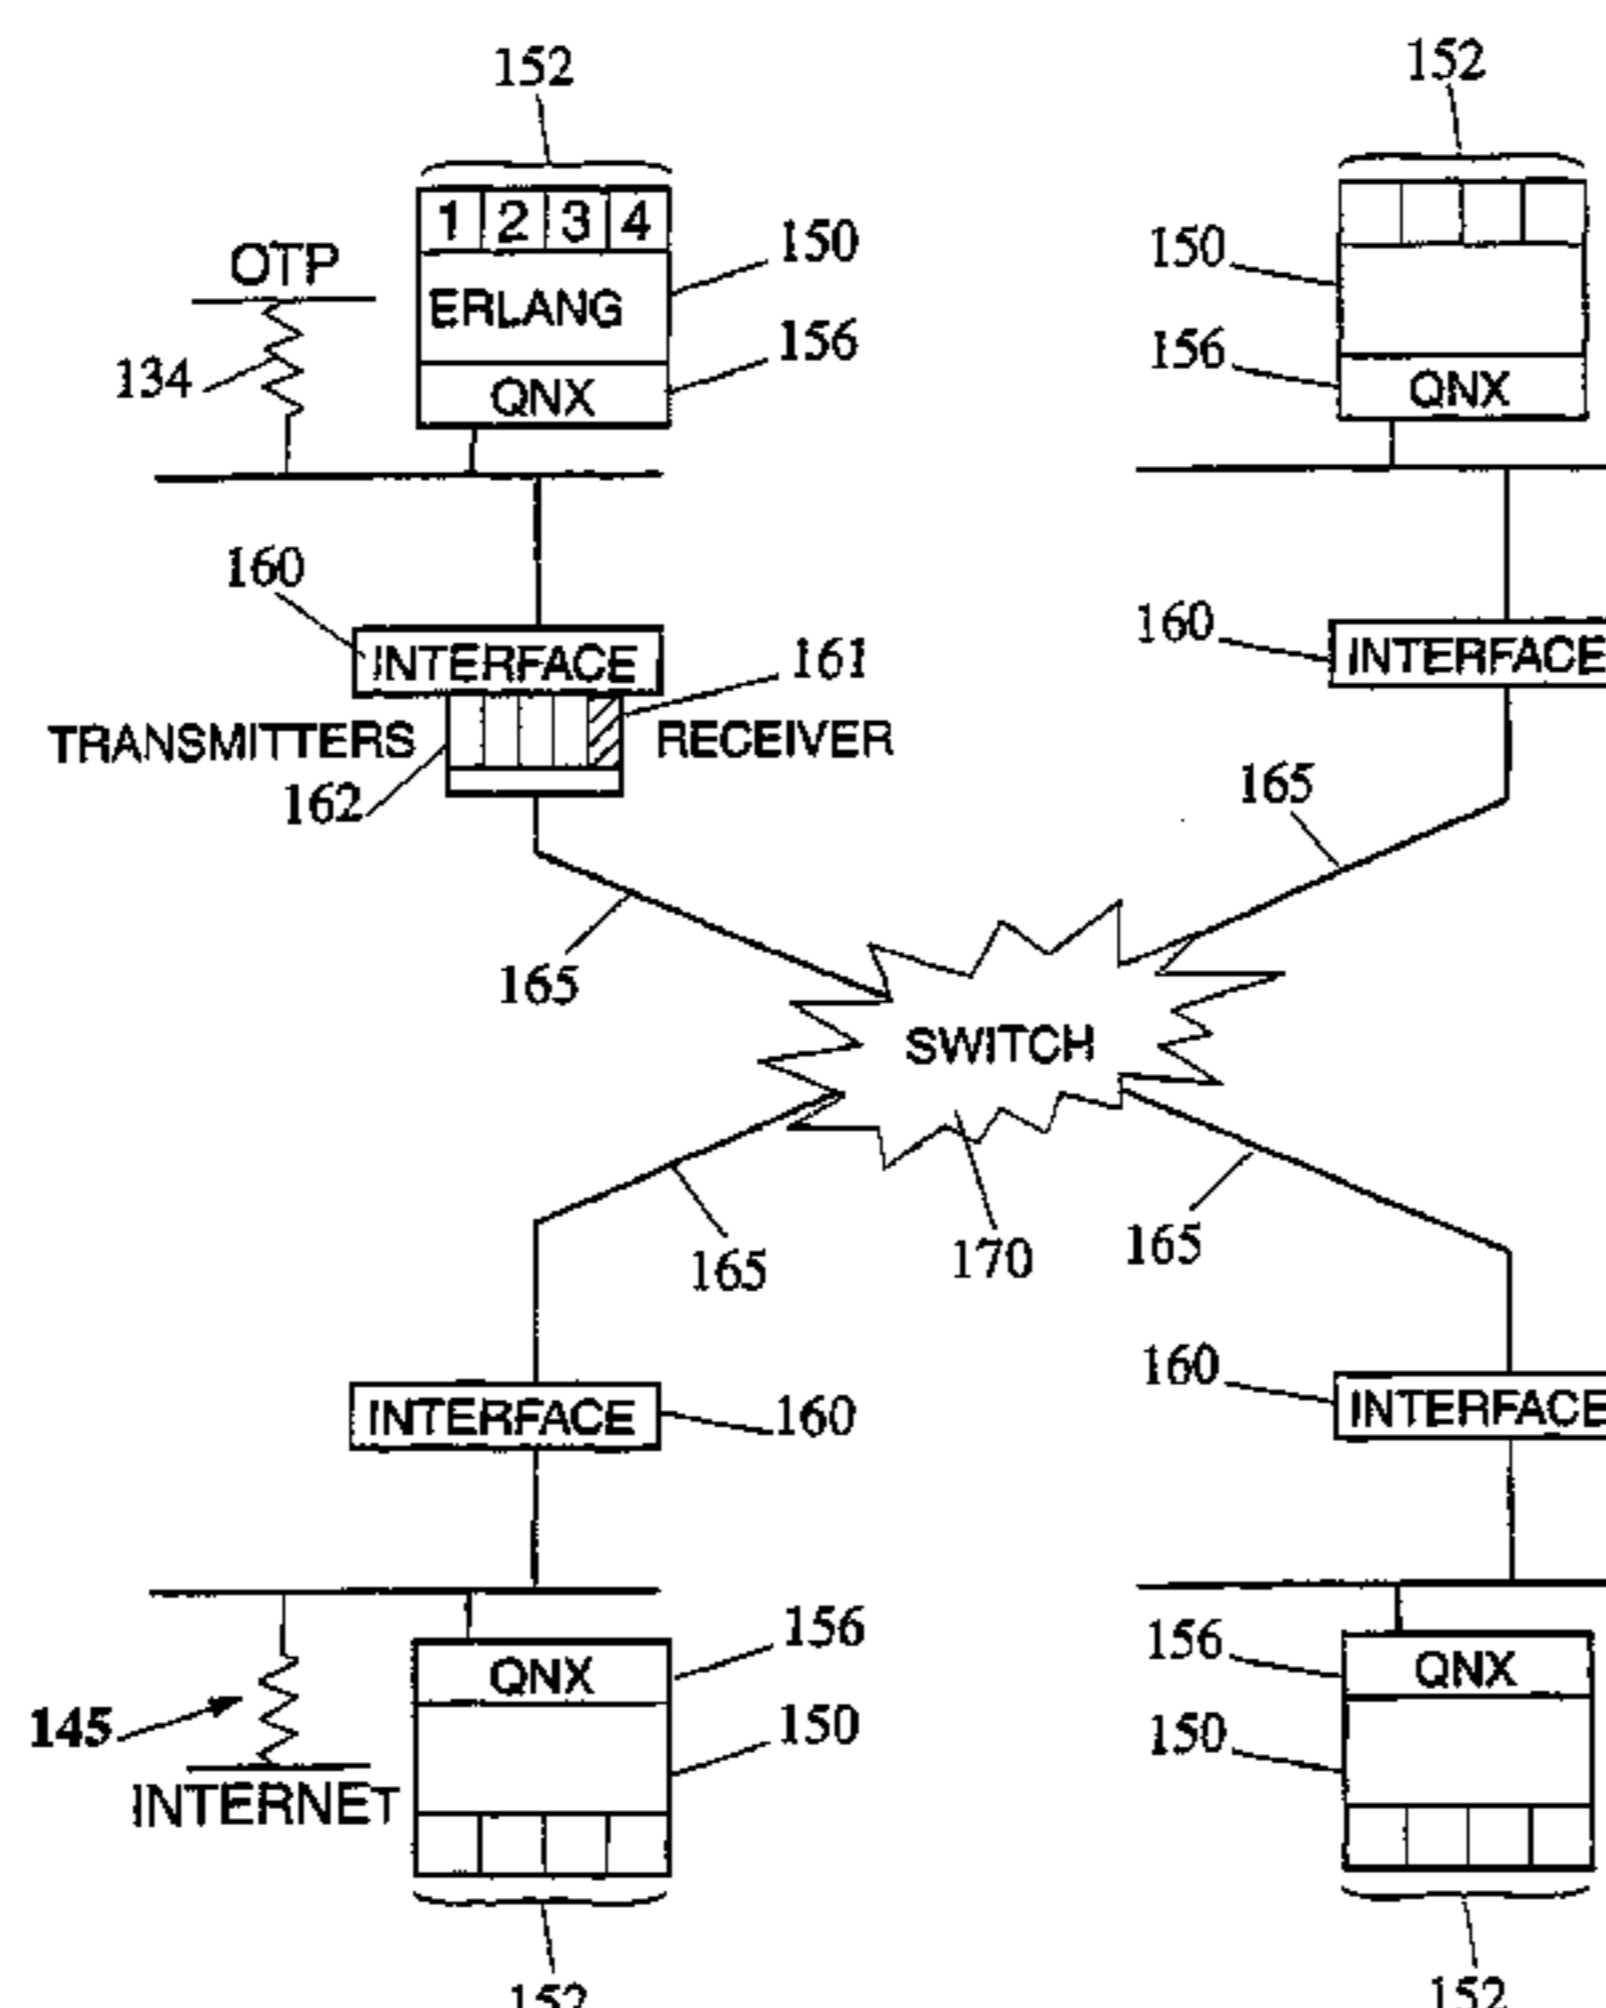 152
152
1 2 3 4
150
150
OTP
ERLANG
156
156
134
QNX
QNX
160
160
INTERFACE
INTERFACE
161
TRANSMITTERS
RECEIVER
162
165
165
SWITCH
165
170
165
160
INTERFACE
160
INTERFACE
156
156
QNX
QNX
145
150
150
INTERNET
152
152